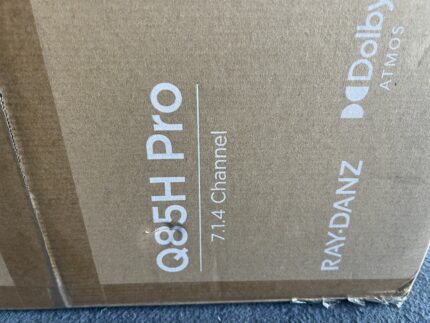 Q85H Pro
7.1.4 Channel
Dolby
ATMOS
RAY·DANZ